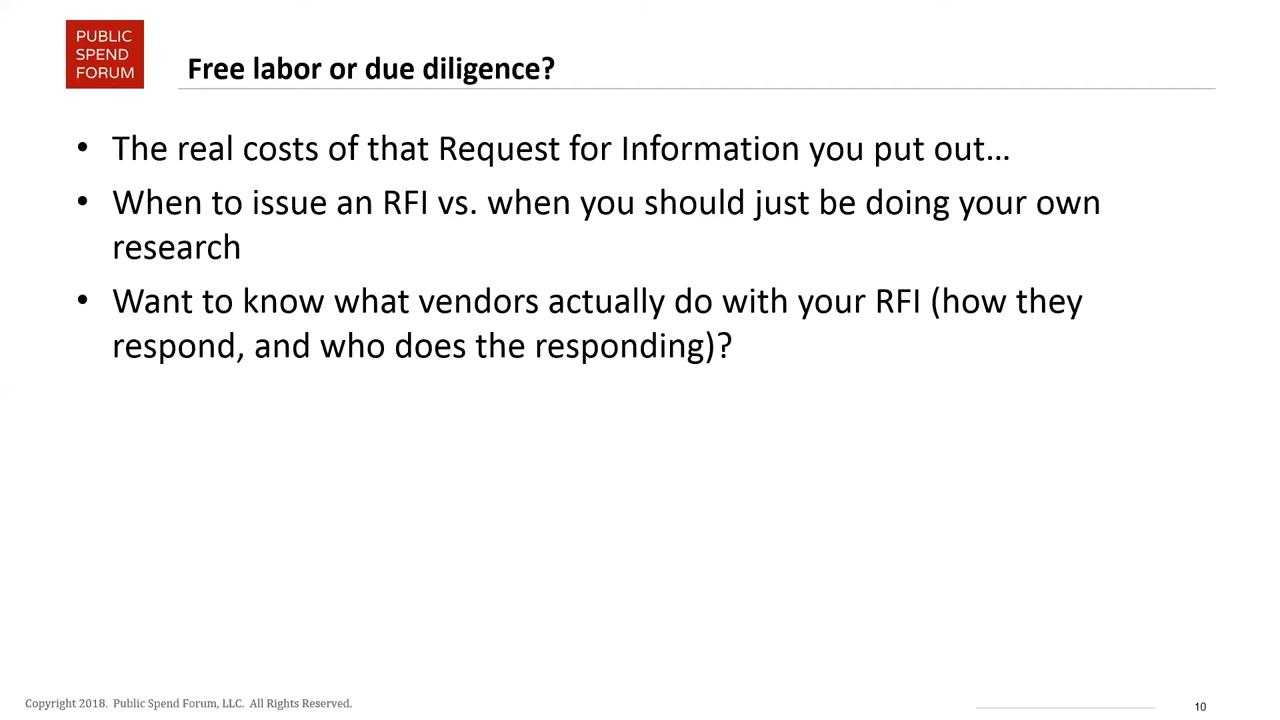 PUBLIC
SPEND
FORUM
Free labor or due diligence?
• The real costs of that Request for Information you put out…
• When to issue an RFI vs. when you should just be doing your own
research
• Want to know what vendors actually do with your RFI (how they
respond, and who does the responding)?
Copyright 2018. Public Spend Forum, LLC. All Rights Reserved.
10